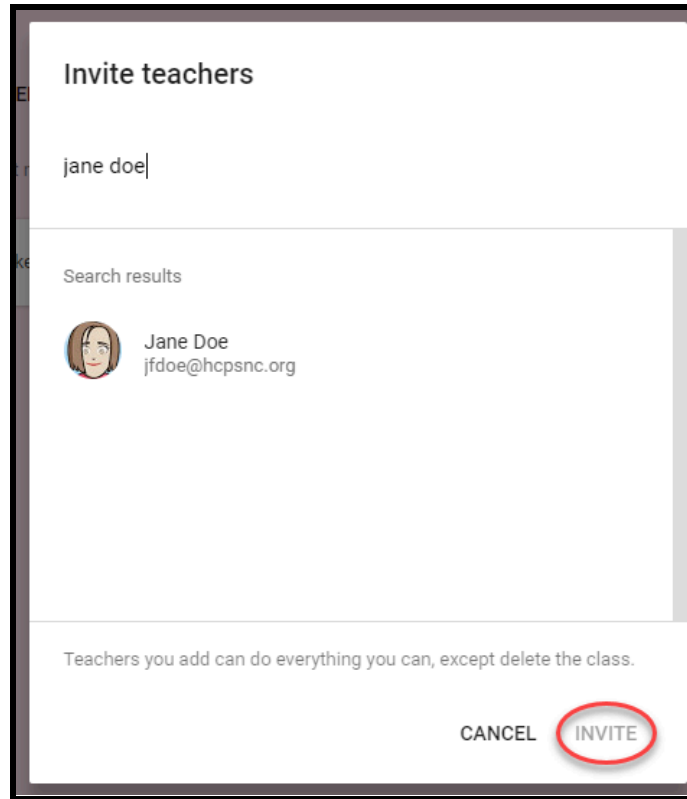 Invite teachers
jane doe
Search results
Jane Doe
jfdoe@hcpsnc.org
Teachers you add can do everything you can, except delete the class.
CANCEL INVITE